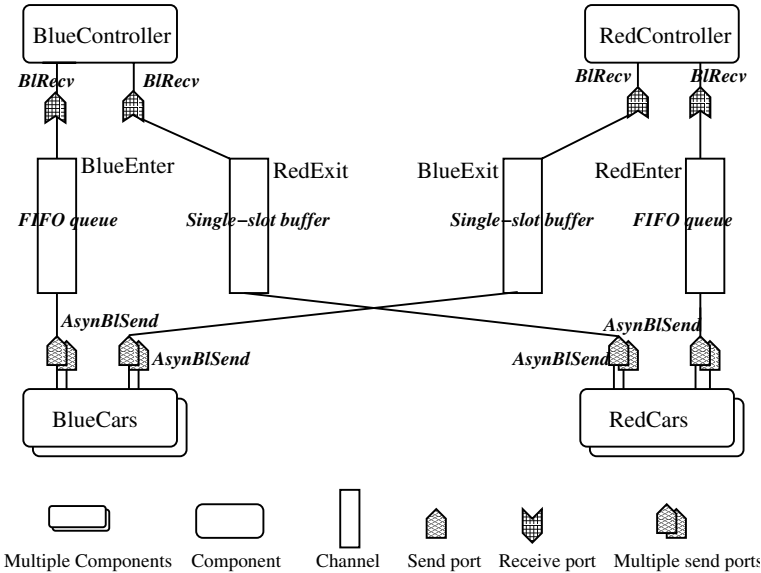 BlueController
RedController
BlRecv
BlRecv
BlRecv
BlRecv
BlueEnter
RedExit
BlueExit
RedEnter
FIFO queue
Single-slot buffer
Single-slot buffer
FIFO queue
AsynBlSend
AsynBlSend
AsynBlSend
AsynBlSend
BlueCars
RedCars
Multiple Components
Component
Channel
Send port
Receive port
Multiple send ports